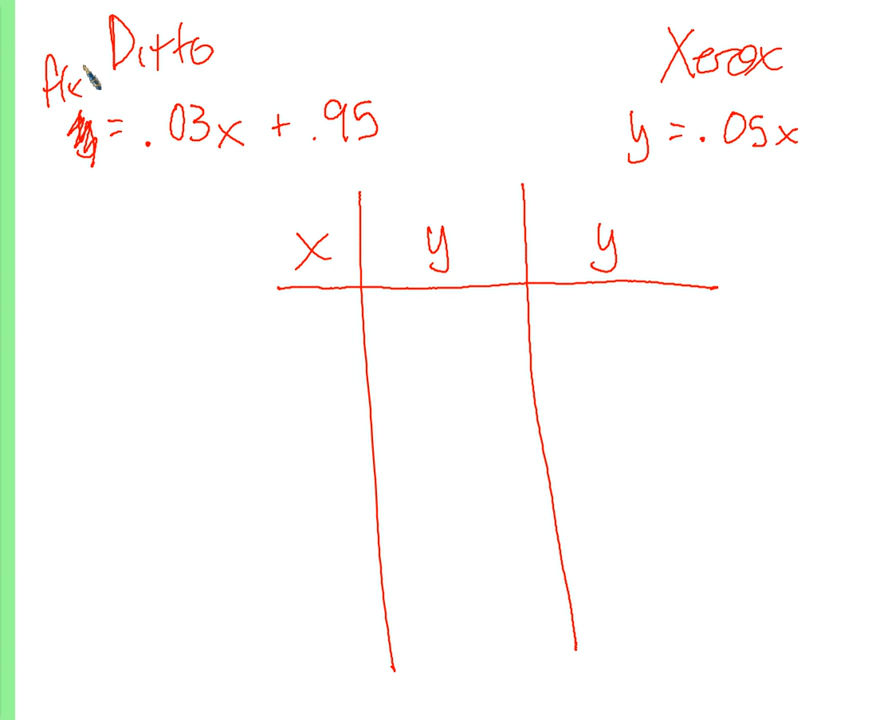 Ditto
Xerox
f(x)
= .03x + .95
y = .05x
x y y